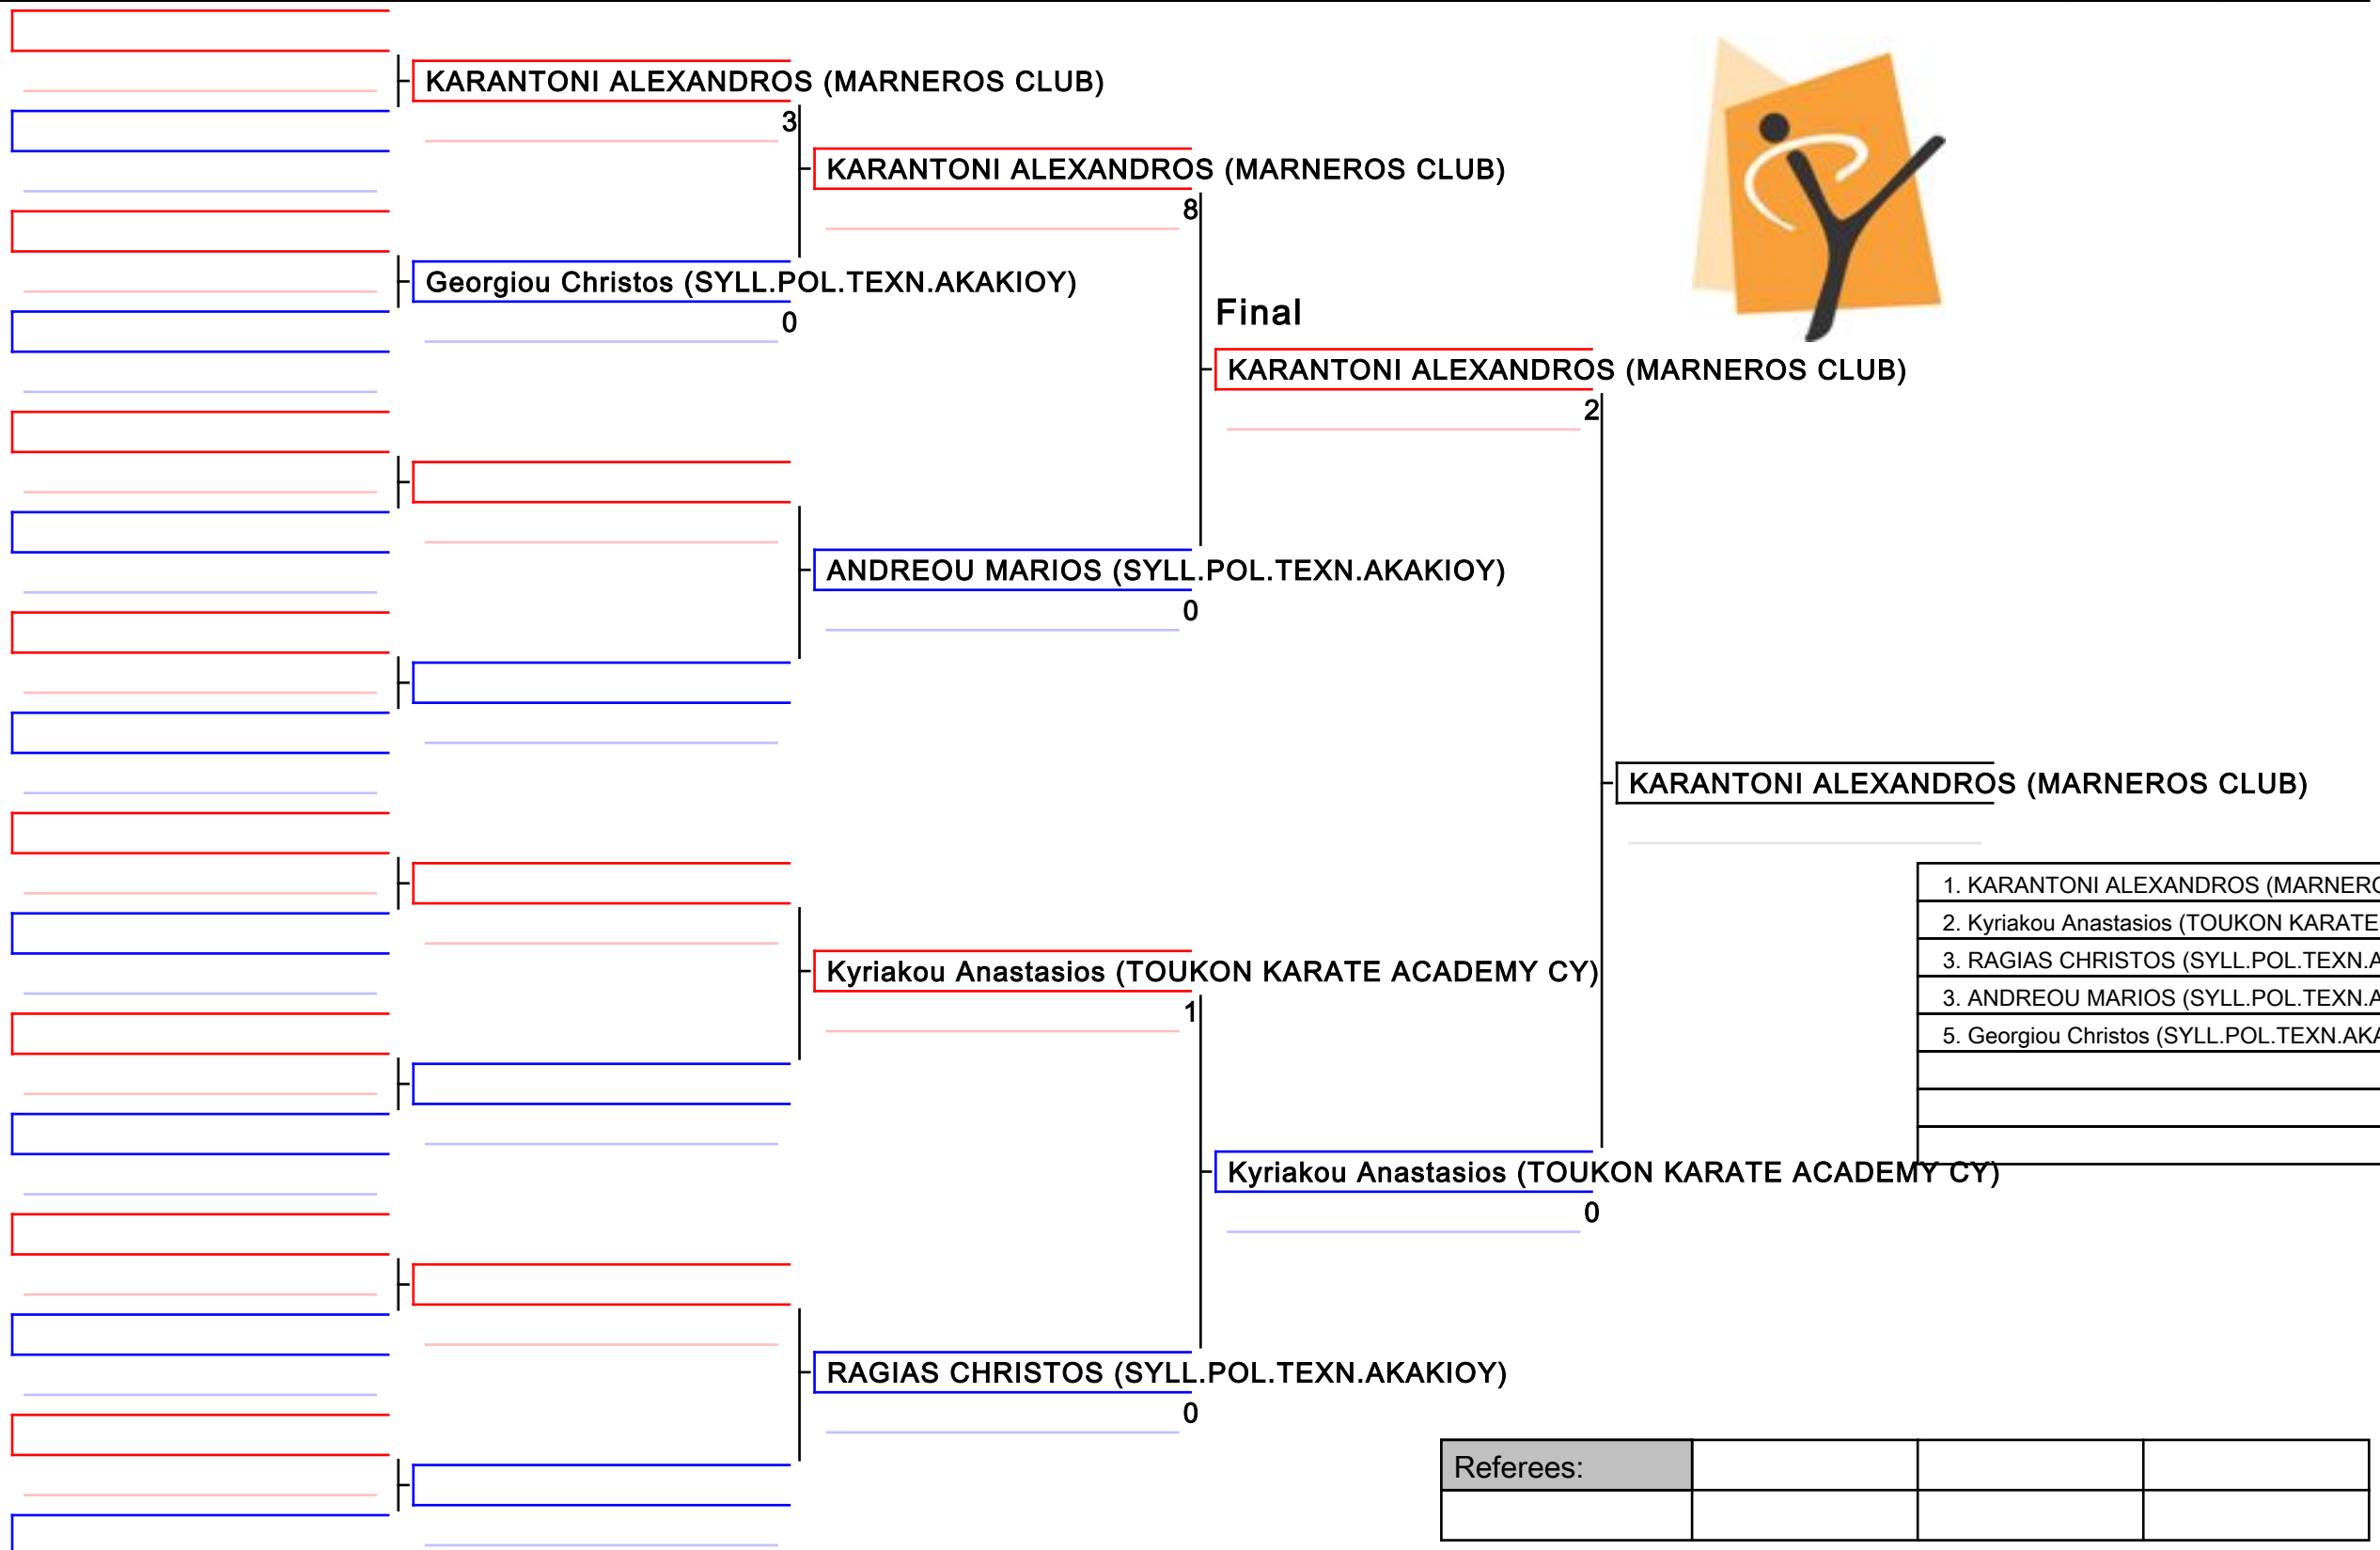 KARANTONI ALEXANDROS (MARNEROS CLUB)
3
KARANTONI ALEXANDROS (MARNEROS CLUB)
8
Georgiou Christos (SYLL.POL.TEXN.AKAKIOY)
0
Final
KARANTONI ALEXANDROS (MARNEROS CLUB)
2
ANDREOU MARIOS (SYLL.POL.TEXN.AKAKIOY)
0
KARANTONI ALEXANDROS (MARNEROS CLUB)
1. KARANTONI ALEXANDROS (MARNERO
2. Kyriakou Anastasios (TOUKON KARATE
3. RAGIAS CHRISTOS (SYLL.POL.TEXN.A
3. ANDREOU MARIOS (SYLL.POL.TEXN.A
5. Georgiou Christos (SYLL.POL.TEXN.AKA
Kyriakou Anastasios (TOUKON KARATE ACADEMY CY)
1
Kyriakou Anastasios (TOUKON KARATE ACADEMY CY)
0
RAGIAS CHRISTOS (SYLL.POL.TEXN.AKAKIOY)
0
Referees: